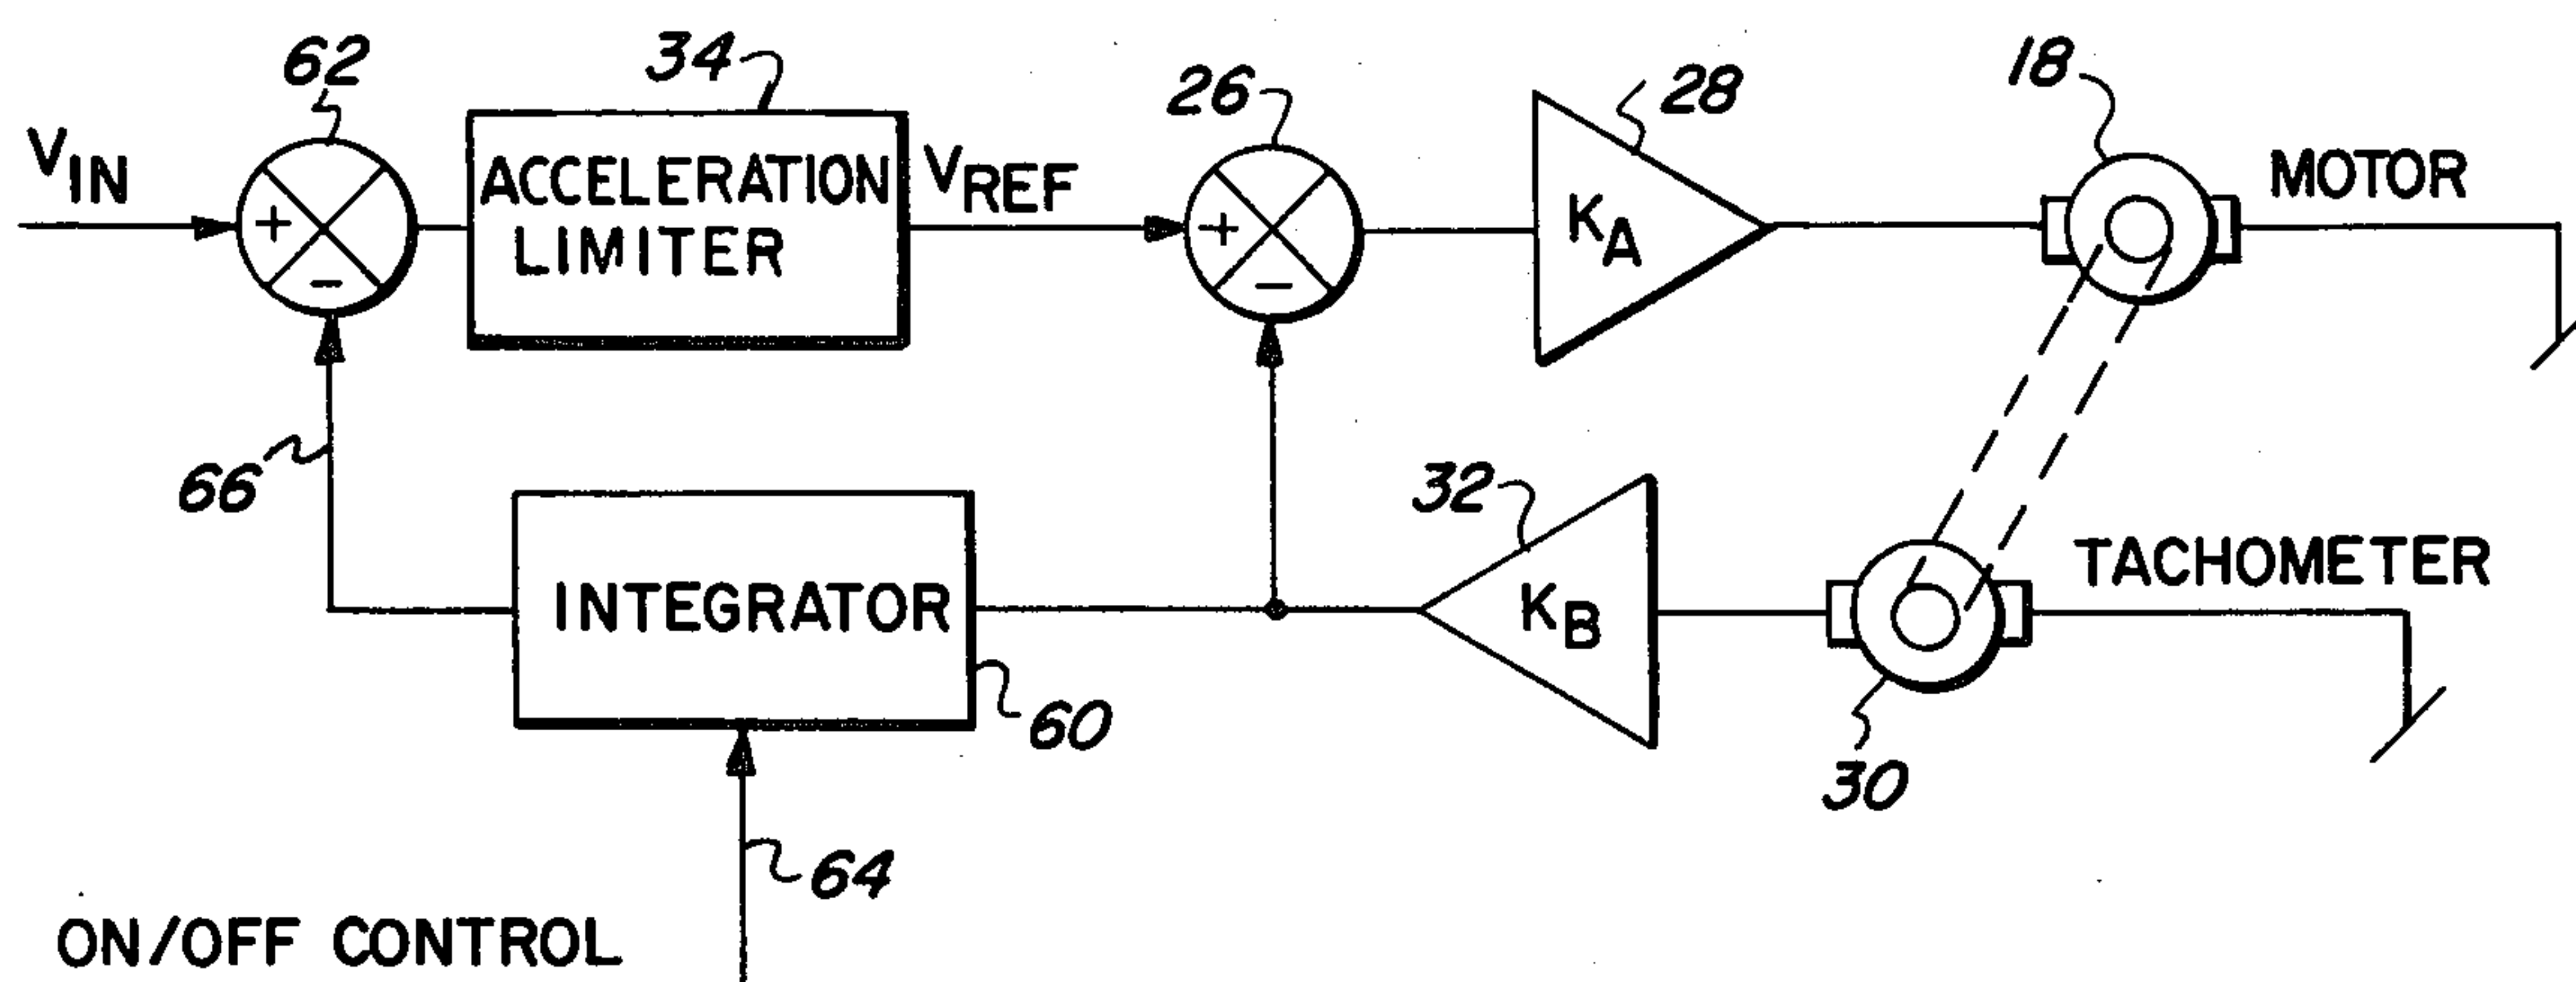 62
34
26
28
18
V_IN
+
-
ACCELERATION
LIMITER
V_REF
+
-
K_A
MOTOR
66
INTEGRATOR
32
K_B
TACHOMETER
60
30
64
ON/OFF CONTROL